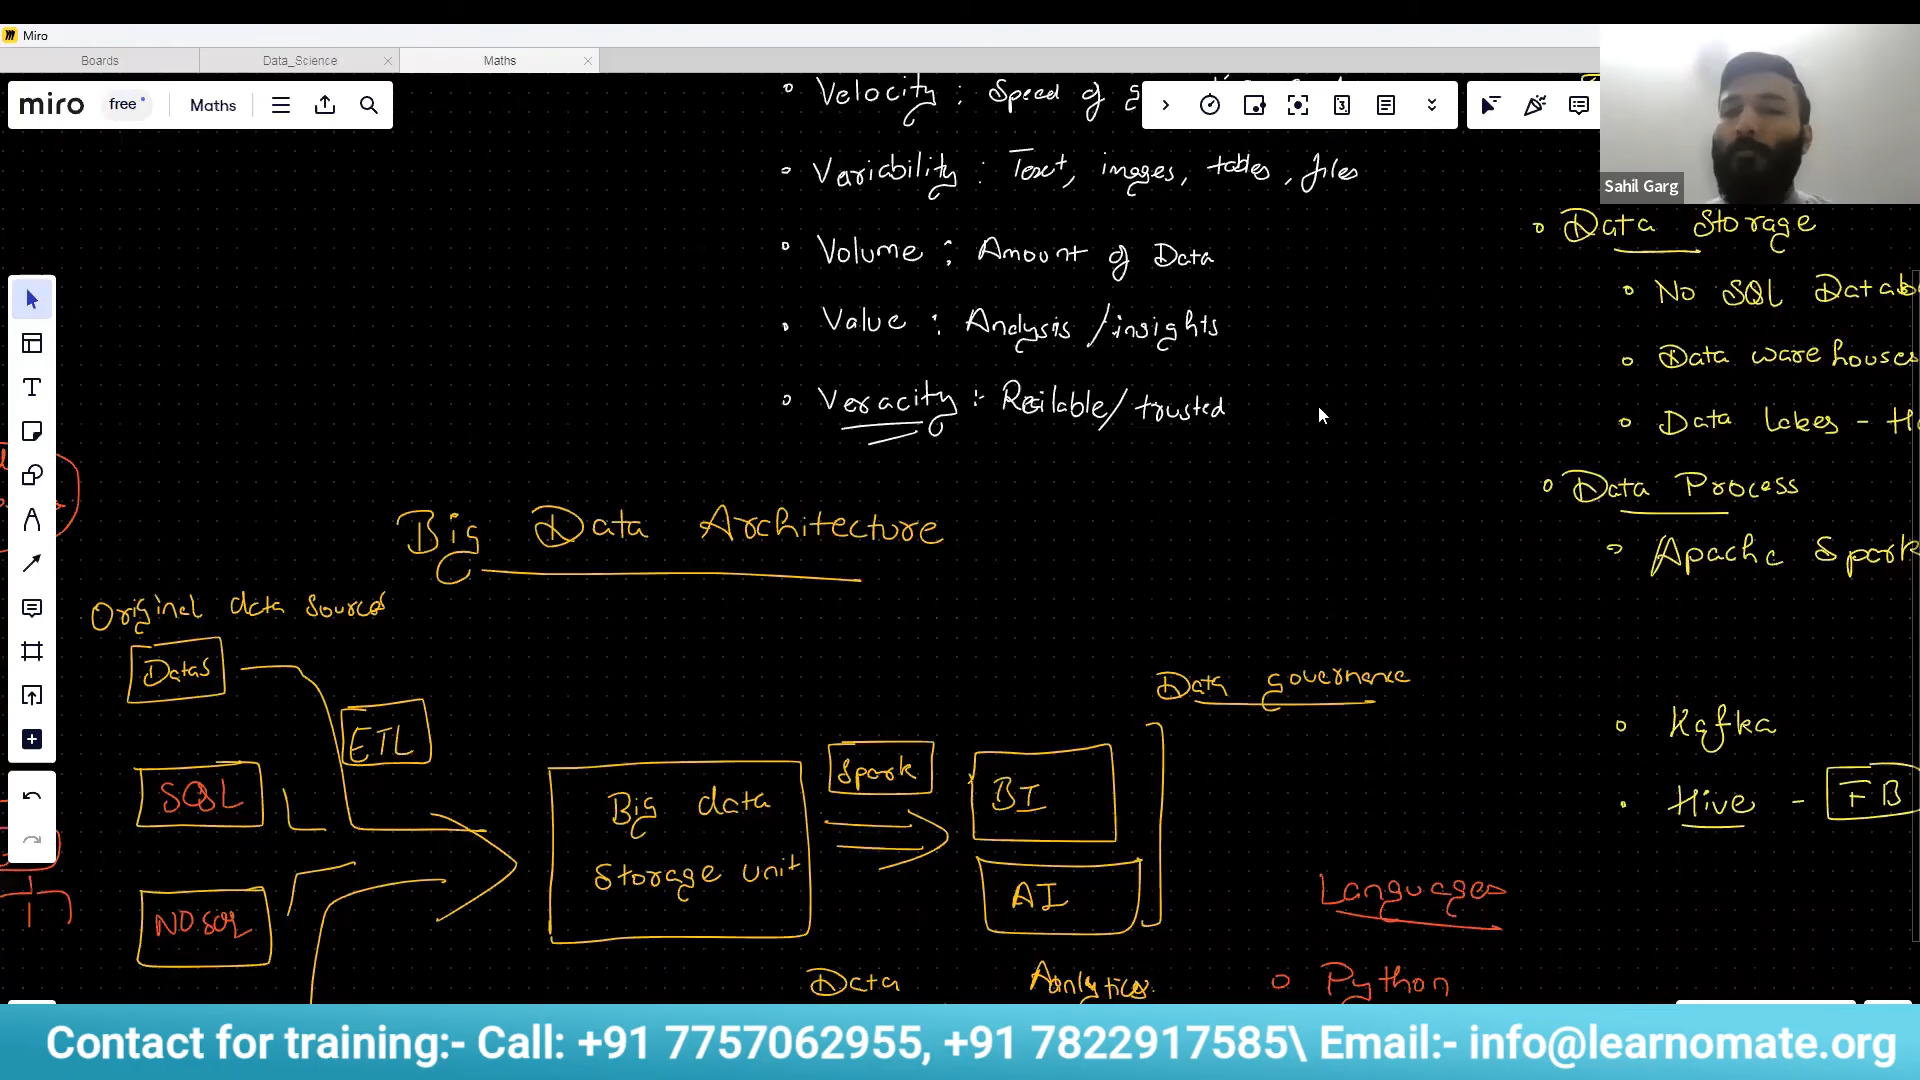 Miro
Boards
Data_Science
Maths
miro
free
Maths
Sahil Garg
Velocity : Speed of
Variability : Text, images, tables, files
Volume : Amount of Data
Value : Analysis / insights
Veracity :- Reilable/ trusted
Data Storage
No SQL Datab
Data ware houses
Data lakes - H
Data Process
Apache Spark
Kafka
Hive - FB
Big Data Architecture
Original data sources
Datas
ETL
SQL
NO SQL
Big data
Storage unit
Spark
BI
AI
Data governance
Data Analytics
Languages
Python
Contact for training:- Call: +91 7757062955, +91 7822917585\ Email:- info@learnomate.org